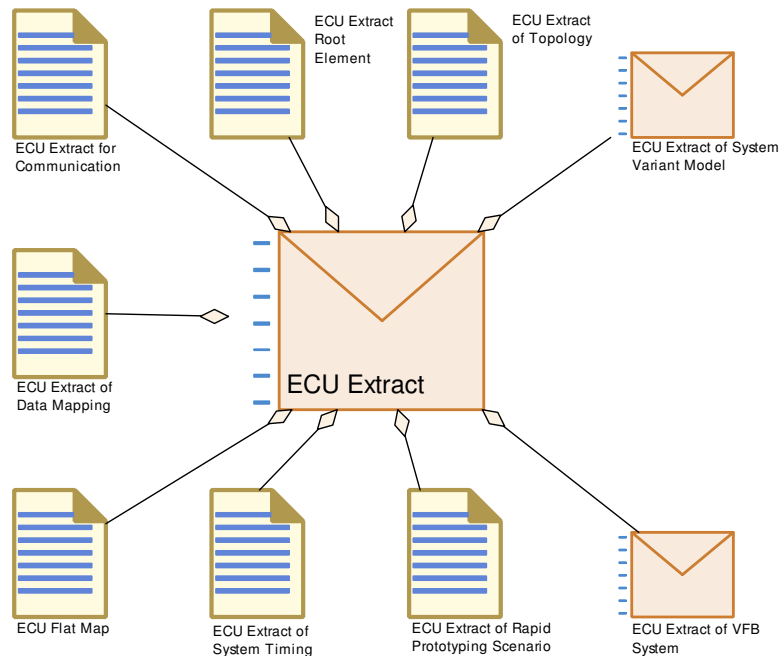 ECU Extract
Root
Element
ECU Extract
of Topology
ECU Extract for
Communication
ECU Extract of System
Variant Model
ECU Extract
ECU Extract of
Data Mapping
ECU Flat Map
ECU Extract of
System Timing
ECU Extract of Rapid
Prototyping Scenario
ECU Extract of VFB
System